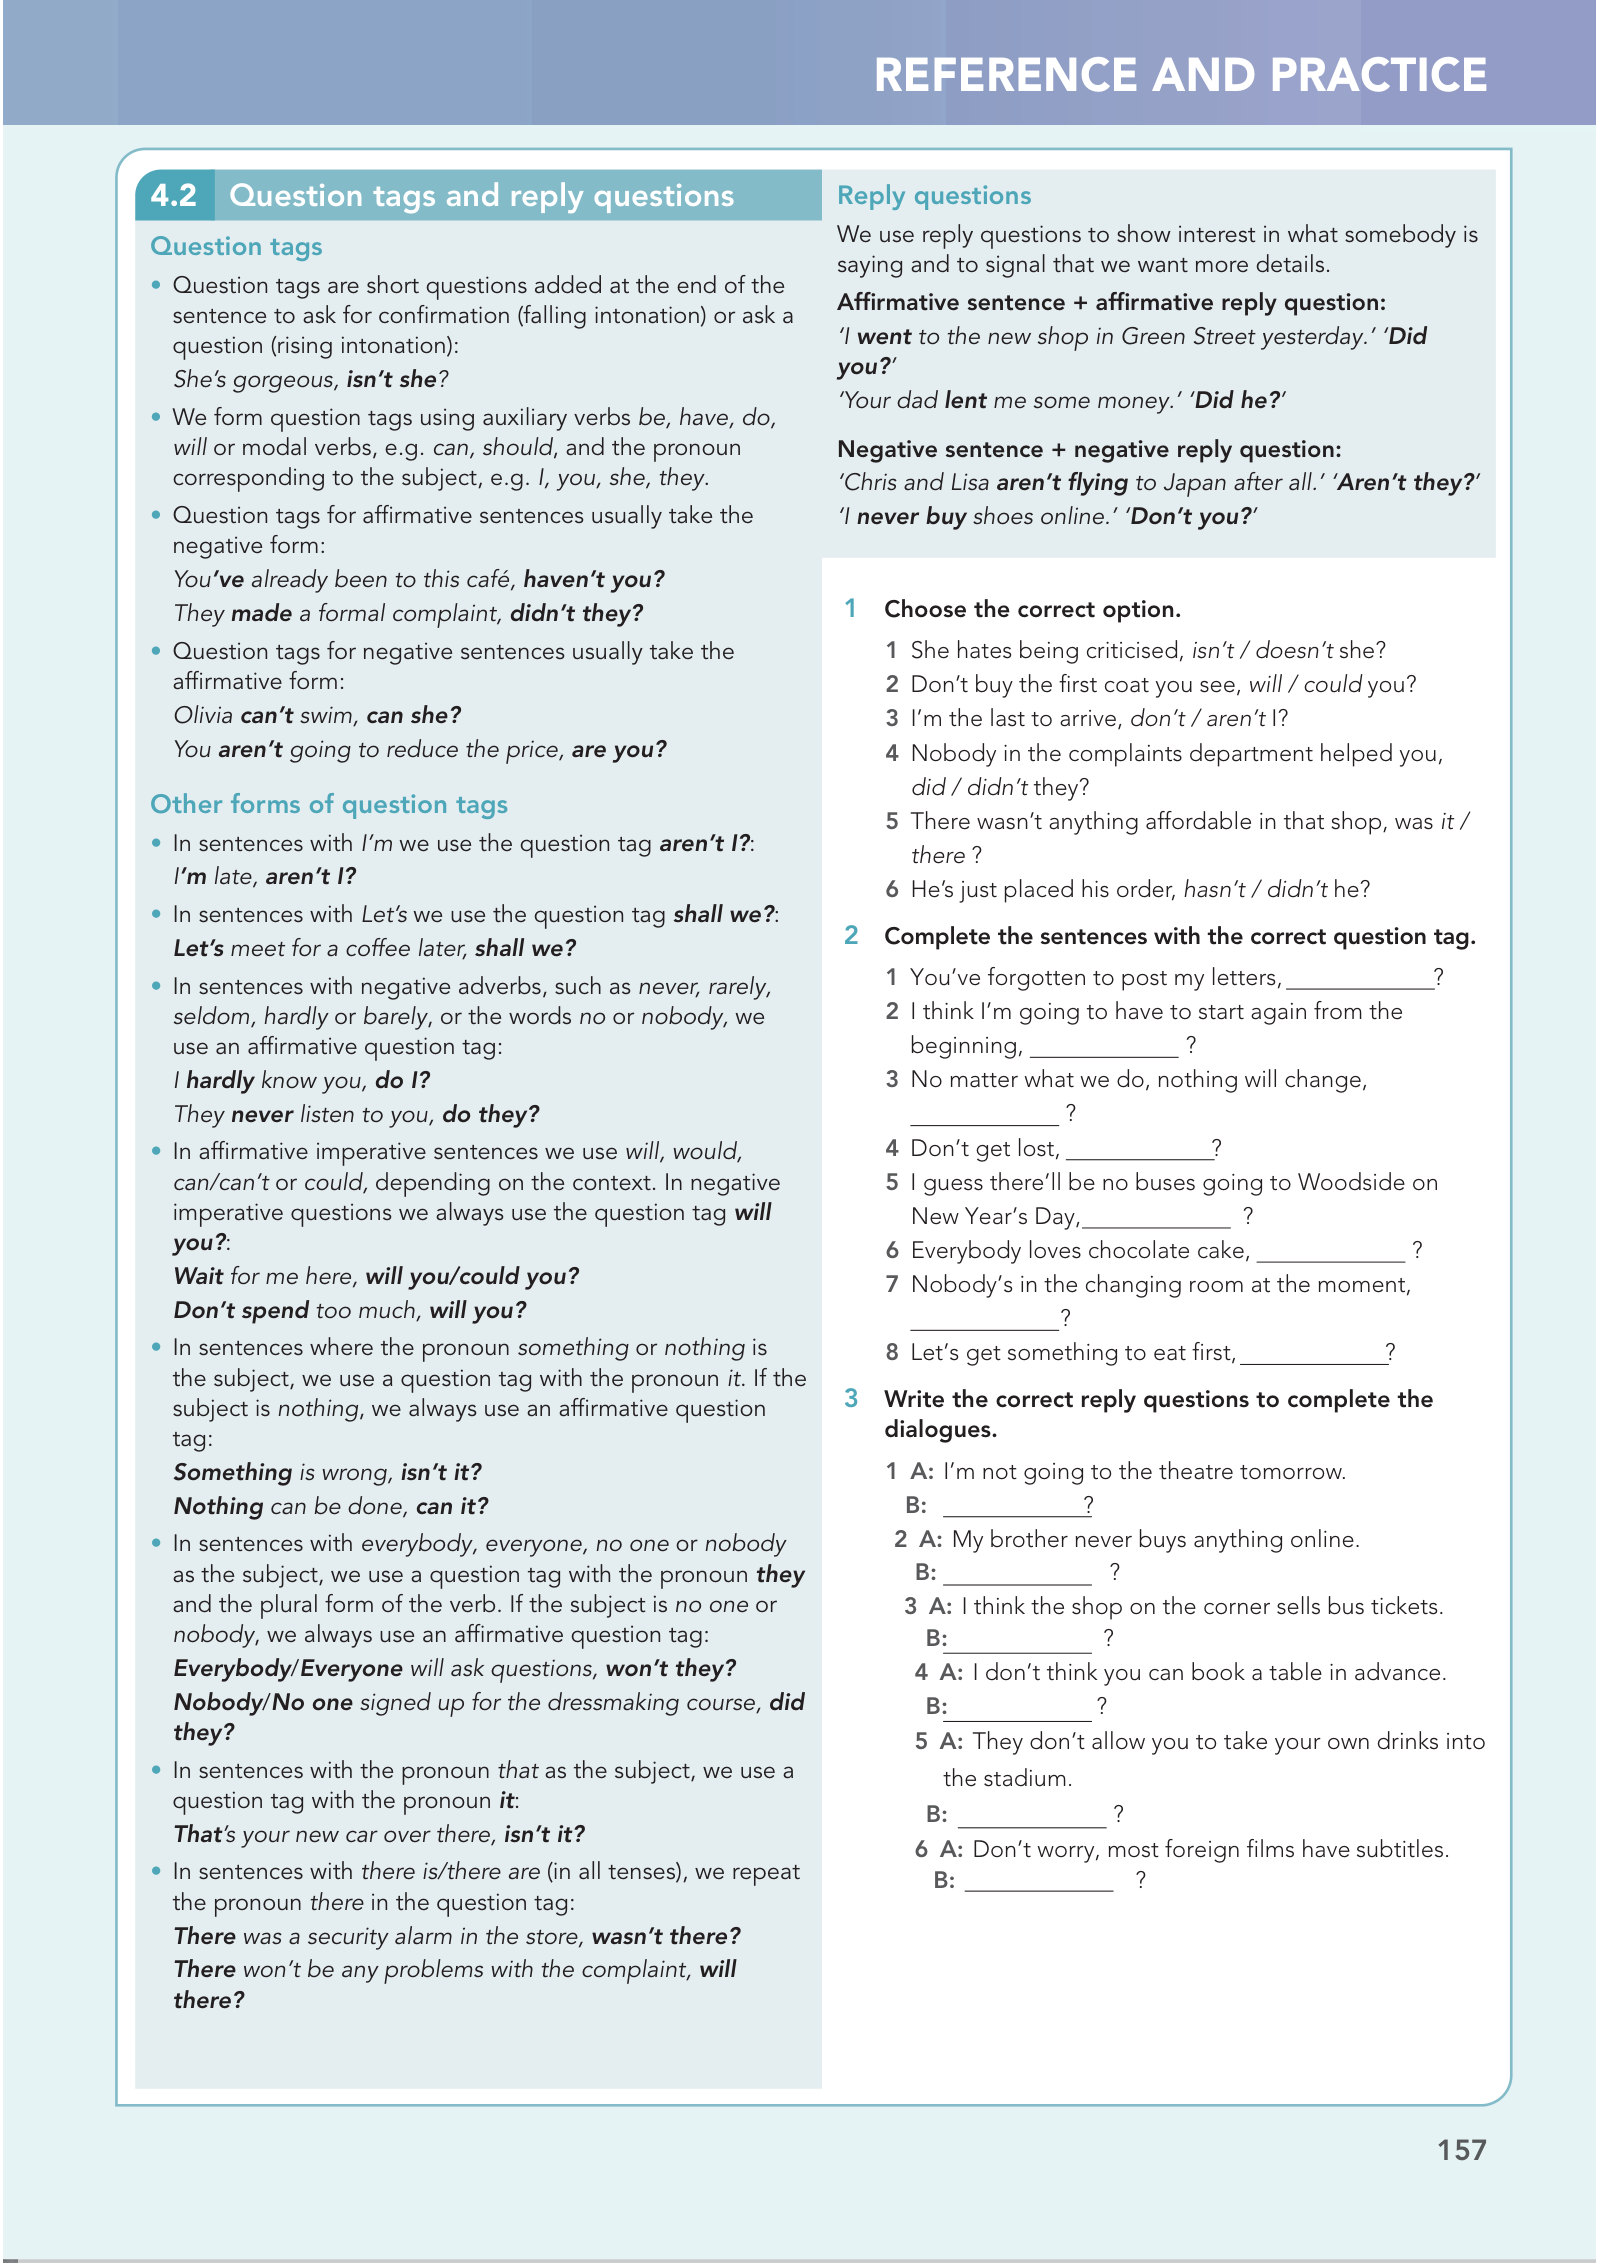 REFERENCE AND PRACTICE
4.2 Question tags and reply questions
Question tags
• Question tags are short questions added at the end of the
sentence to ask for confirmation (falling intonation) or ask a
question (rising intonation):
She’s gorgeous, isn’t she?
• We form question tags using auxiliary verbs be, have, do,
will or modal verbs, e.g. can, should, and the pronoun
corresponding to the subject, e.g. I, you, she, they.
• Question tags for affirmative sentences usually take the
negative form:
You’ve already been to this café, haven’t you?
They made a formal complaint, didn’t they?
• Question tags for negative sentences usually take the
affirmative form:
Olivia can’t swim, can she?
You aren’t going to reduce the price, are you?
Other forms of question tags
• In sentences with I’m we use the question tag aren’t I?:
I’m late, aren’t I?
• In sentences with Let’s we use the question tag shall we?:
Let’s meet for a coffee later, shall we?
• In sentences with negative adverbs, such as never, rarely,
seldom, hardly or barely, or the words no or nobody, we
use an affirmative question tag:
I hardly know you, do I?
They never listen to you, do they?
• In affirmative imperative sentences we use will, would,
can/can’t or could, depending on the context. In negative
imperative questions we always use the question tag will
you?:
Wait for me here, will you/could you?
Don’t spend too much, will you?
• In sentences where the pronoun something or nothing is
the subject, we use a question tag with the pronoun it. If the
subject is nothing, we always use an affirmative question
tag:
Something is wrong, isn’t it?
Nothing can be done, can it?
• In sentences with everybody, everyone, no one or nobody
as the subject, we use a question tag with the pronoun they
and the plural form of the verb. If the subject is no one or
nobody, we always use an affirmative question tag:
Everybody/Everyone will ask questions, won’t they?
Nobody/No one signed up for the dressmaking course, did
they?
• In sentences with the pronoun that as the subject, we use a
question tag with the pronoun it:
That’s your new car over there, isn’t it?
• In sentences with there is/there are (in all tenses), we repeat
the pronoun there in the question tag:
There was a security alarm in the store, wasn’t there?
There won’t be any problems with the complaint, will
there?
Reply questions
We use reply questions to show interest in what somebody is
saying and to signal that we want more details.
Affirmative sentence + affirmative reply question:
‘I went to the new shop in Green Street yesterday.’ ‘Did
you?’
‘Your dad lent me some money.’ ‘Did he?’
Negative sentence + negative reply question:
‘Chris and Lisa aren’t flying to Japan after all.’ ‘Aren’t they?’
‘I never buy shoes online.’ ‘Don’t you?’
1 Choose the correct option.
1 She hates being criticised, isn’t / doesn’t she?
2 Don’t buy the first coat you see, will / could you?
3 I’m the last to arrive, don’t / aren’t I?
4 Nobody in the complaints department helped you,
did / didn’t they?
5 There wasn’t anything affordable in that shop, was it /
there ?
6 He’s just placed his order, hasn’t / didn’t he?
2 Complete the sentences with the correct question tag.
1 You’ve forgotten to post my letters, ____________?
2 I think I’m going to have to start again from the
beginning, ____________ ?
3 No matter what we do, nothing will change,
____________ ?
4 Don’t get lost, ____________?
5 I guess there’ll be no buses going to Woodside on
New Year’s Day,____________ ?
6 Everybody loves chocolate cake, ____________ ?
7 Nobody’s in the changing room at the moment,
____________?
8 Let’s get something to eat first, ____________?
3 Write the correct reply questions to complete the
dialogues.
1 A: I’m not going to the theatre tomorrow.
B: ____________?
2 A: My brother never buys anything online.
B: ____________ ?
3 A: I think the shop on the corner sells bus tickets.
B: ____________ ?
4 A: I don’t think you can book a table in advance.
B: ____________ ?
5 A: They don’t allow you to take your own drinks into
the stadium.
B: ____________ ?
6 A: Don’t worry, most foreign films have subtitles.
B: ____________ ?
157